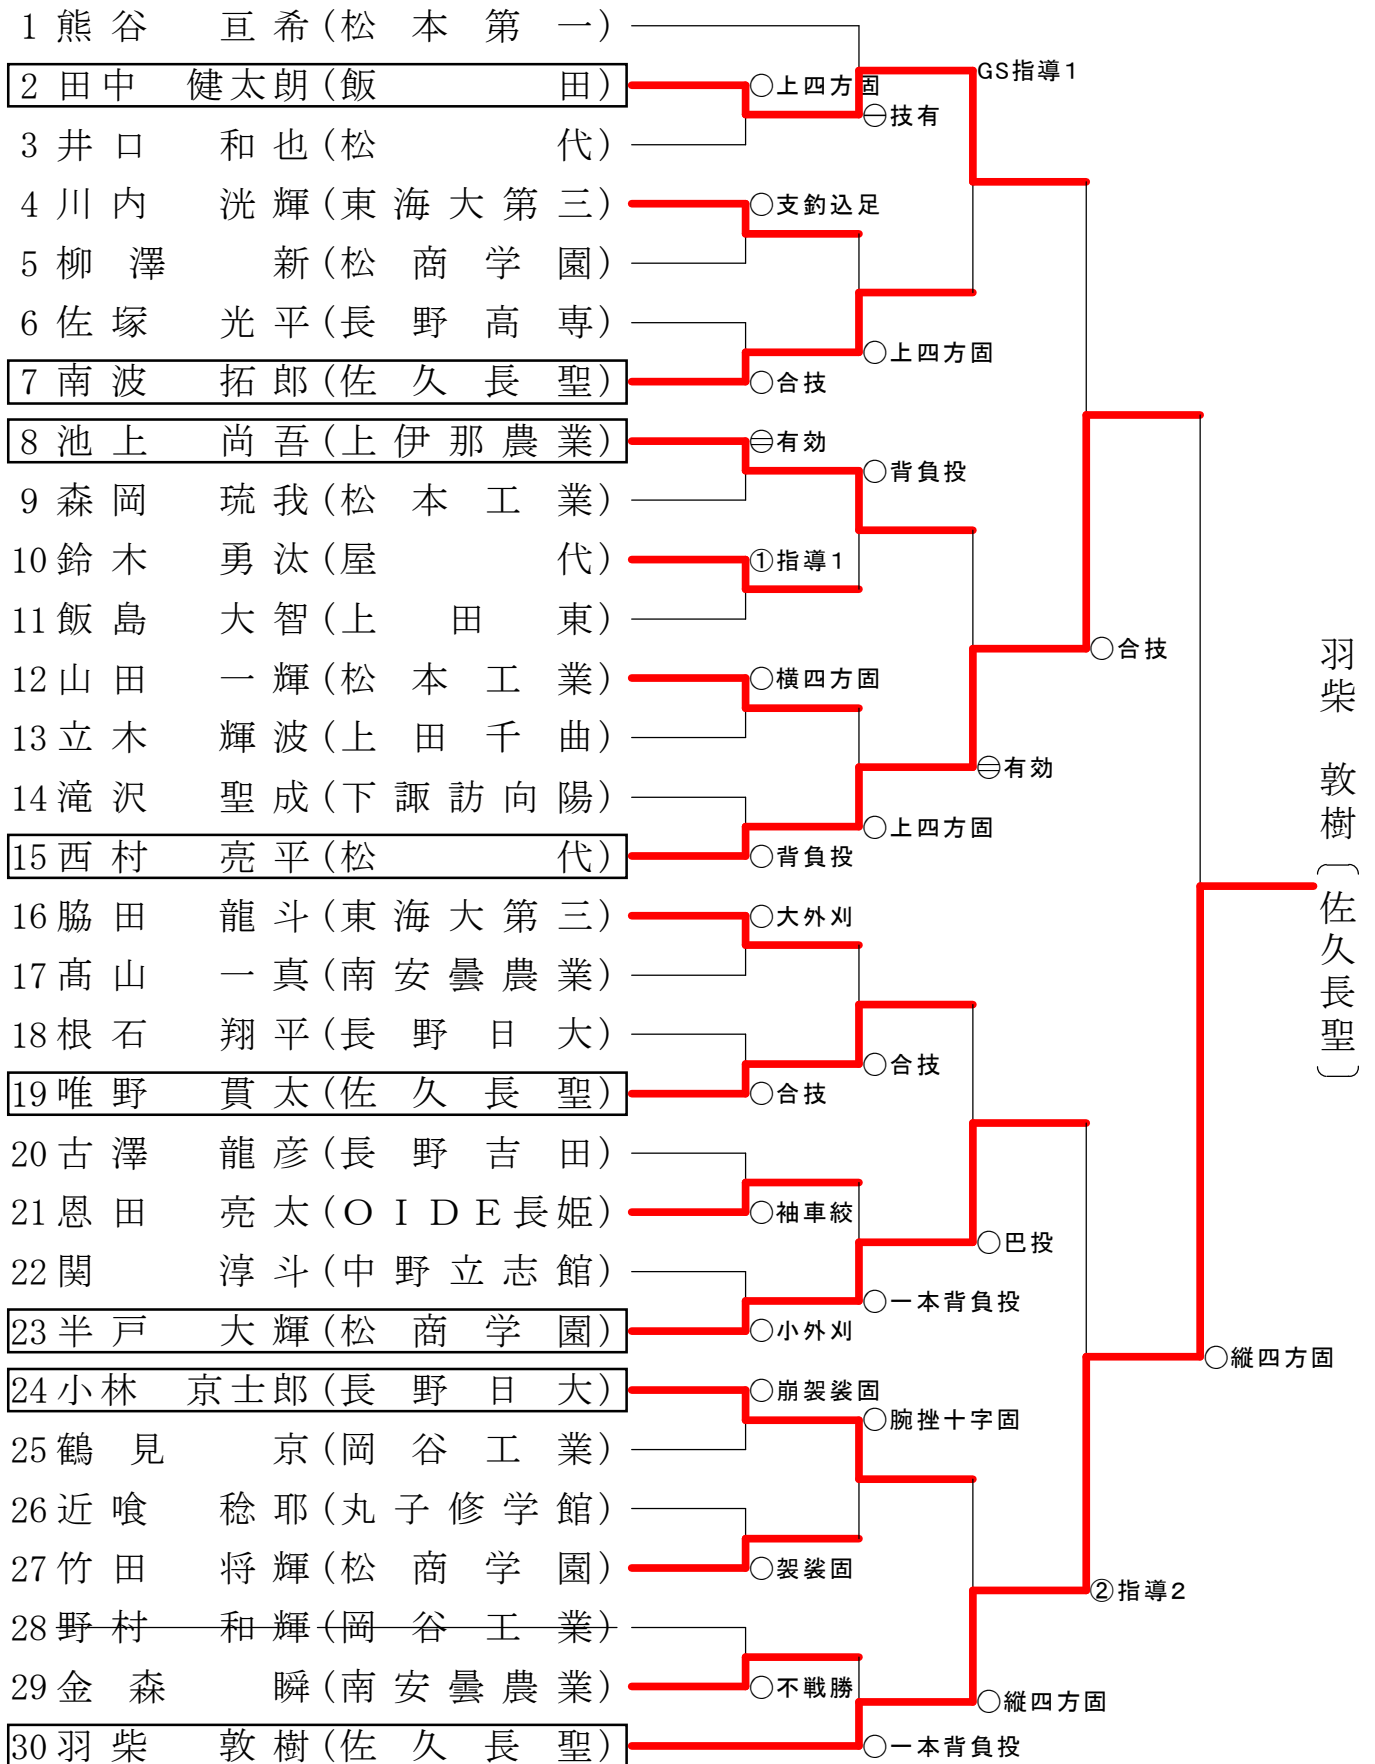 1 熊谷 亘希(松本第一)
GS指導1
2 田中 健太朗(飯田) ○上四方固
㊀技有
3 井口 和也(松代)
4 川内 洸輝(東海大第三) ○支釣込足
5 柳澤 新(松商学園)
6 佐塚 光平(長野高専)
○上四方固
7 南波 拓郎(佐久長聖) ○合技
8 池上 尚吾(上伊那農業) ㊀有効
○背負投
9 森岡 琉我(松本工業)
10 鈴木 勇汰(屋代) ①指導1
11 飯島 大智(上田東)
○合技
12 山田 一輝(松本工業) ○横四方固
13 立木 輝波(上田千曲)
㊀有効
14 滝沢 聖成(下諏訪向陽)
○上四方固
15 西村 亮平(松代) ○背負投
羽柴 敦樹〔佐久長聖〕
16 脇田 龍斗(東海大第三) ○大外刈
17 髙山 一真(南安曇農業)
18 根石 翔平(長野日大)
○合技
19 唯野 貫太(佐久長聖) ○合技
20 古澤 龍彦(長野吉田)
21 恩田 亮太(OIDE長姫) ○袖車絞
○巴投
22 関 淳斗(中野立志館)
○一本背負投
23 半戸 大輝(松商学園) ○小外刈
○縦四方固
24 小林 京士郎(長野日大) ○崩袈裟固
○腕挫十字固
25 鶴見 京(岡谷工業)
26 近喰 稔耶(丸子修学館)
27 竹田 将輝(松商学園) ○袈裟固
②指導2
28 野村 和輝(岡谷工業)
29 金森 瞬(南安曇農業) ○不戦勝
○縦四方固
30 羽柴 敦樹(佐久長聖) ○一本背負投